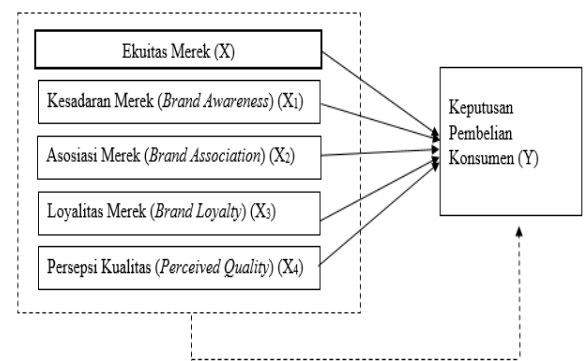 Ekuitas Merek (X)
Kesadaran Merek (Brand Awareness) (X₁)
Asosiasi Merek (Brand Association) (X₂)
Loyalitas Merek (Brand Loyalty) (X₃)
Persepsi Kualitas (Perceived Quality) (X₄)
Keputusan
Pembelian
Konsumen (Y)